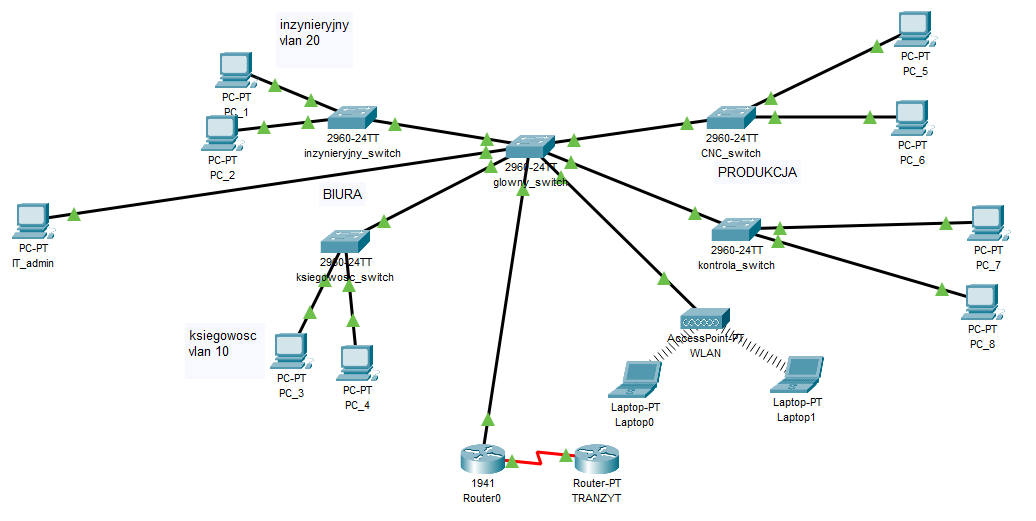 inzynieryjny
vlan 20
PC-PT
PC_1
PC-PT
PC_2
2960-24TT
inzynieryjny_switch
2960-24TT
glowny_switch
2960-24TT
CNC_switch
PRODUKCJA
PC-PT
PC_5
PC-PT
PC_6
BIURA
PC-PT
IT_admin
2960-24TT
ksiegowosc_switch
2960-24TT
kontrola_switch
PC-PT
PC_7
PC-PT
PC_8
ksiegowosc
vlan 10
PC-PT
PC_3
PC-PT
PC_4
AccessPoint-PT
WLAN
Laptop-PT
Laptop0
Laptop-PT
Laptop1
1941
Router0
Router-PT
TRANZYT